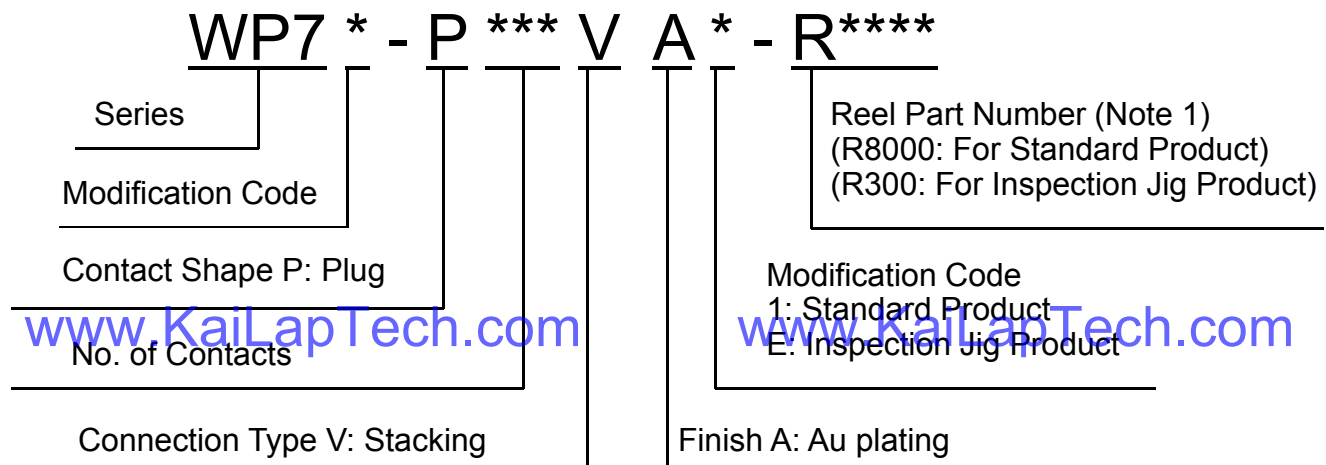 WP7 * - P *** V A * - R****
Series
Reel Part Number (Note 1)
(R8000: For Standard Product)
(R300: For Inspection Jig Product)
Modification Code
Contact Shape P: Plug
Modification Code
1: Standard Product
E: Inspection Jig Product
www.KaiLapTech.com
www.KaiLapTech.com
No. of Contacts
Connection Type V: Stacking
Finish A: Au plating